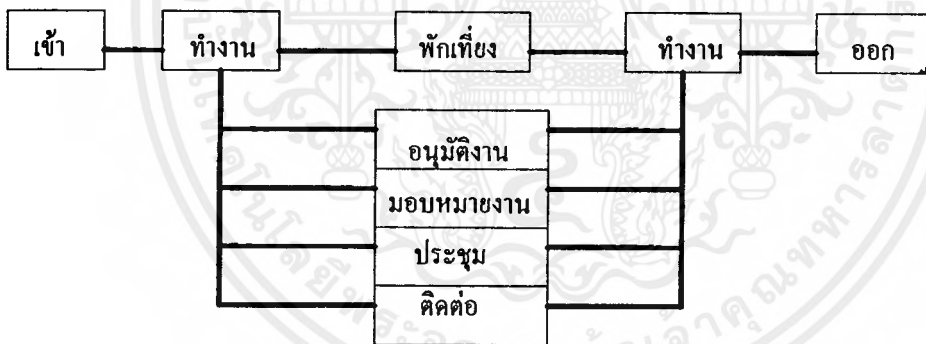 เข้า ทำงาน พักเที่ยง ทำงาน ออก
อนุมัติงาน
มอบหมายงาน
ประชุม
ติดต่อ